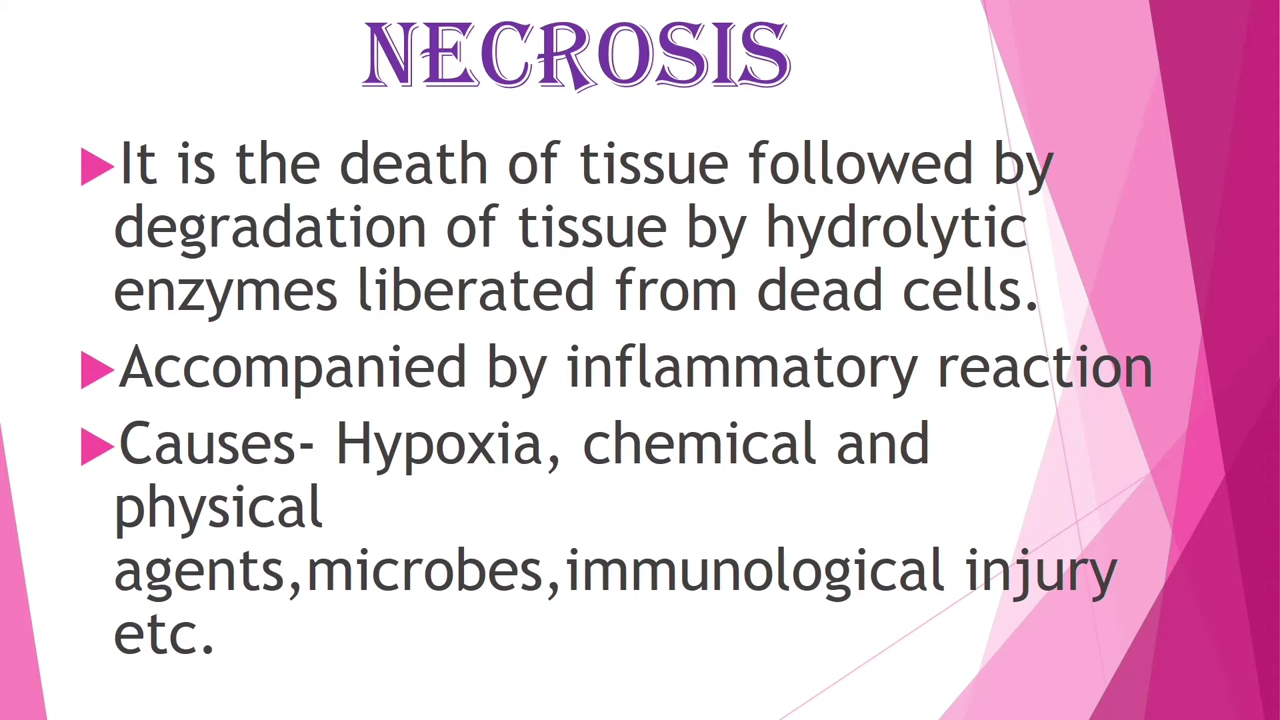 NECROSIS
It is the death of tissue followed by
degradation of tissue by hydrolytic
enzymes liberated from dead cells.
Accompanied by inflammatory reaction
Causes- Hypoxia, chemical and
physical
agents,microbes,immunological injury
etc.